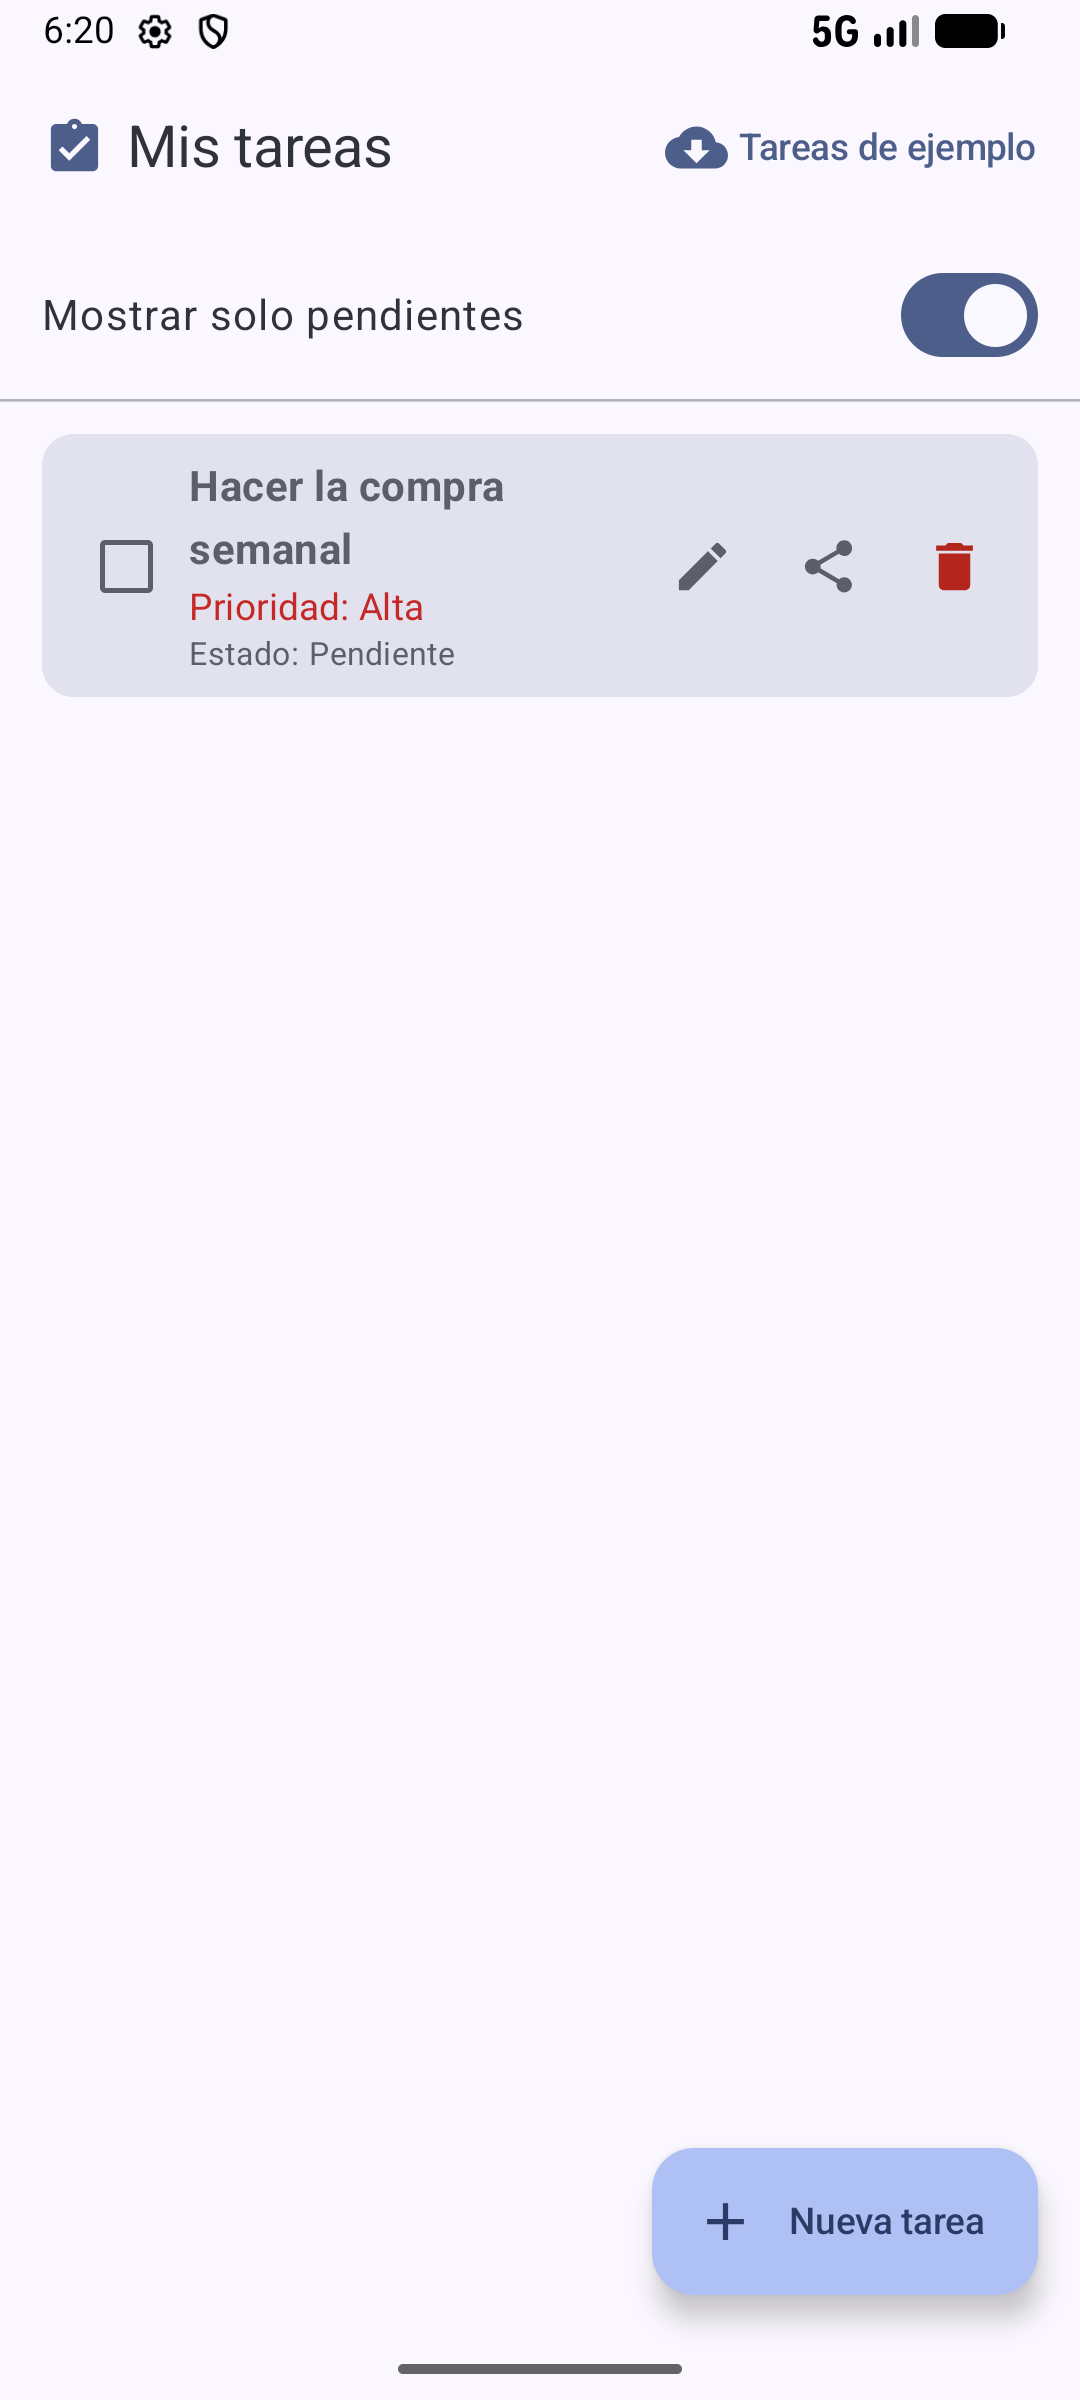 6:20 5G
Mis tareas
Tareas de ejemplo
Mostrar solo pendientes
Hacer la compra
semanal
Prioridad: Alta
Estado: Pendiente
Nueva tarea